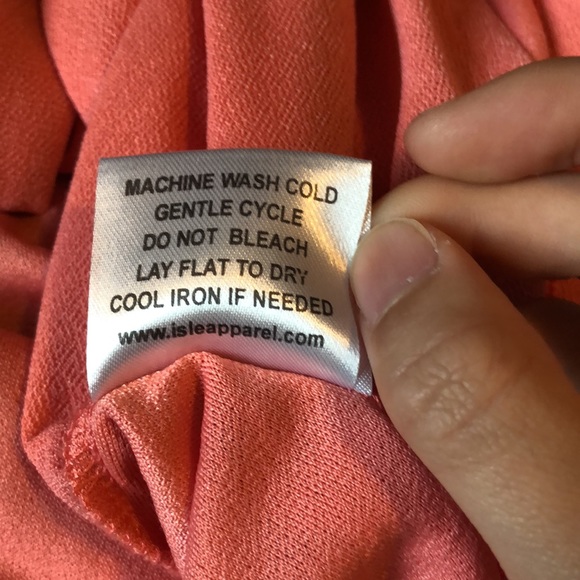 MACHINE WASH COLD
GENTLE CYCLE
DO NOT BLEACH
LAY FLAT TO DRY
COOL IRON IF NEEDED
www.isleapparel.com